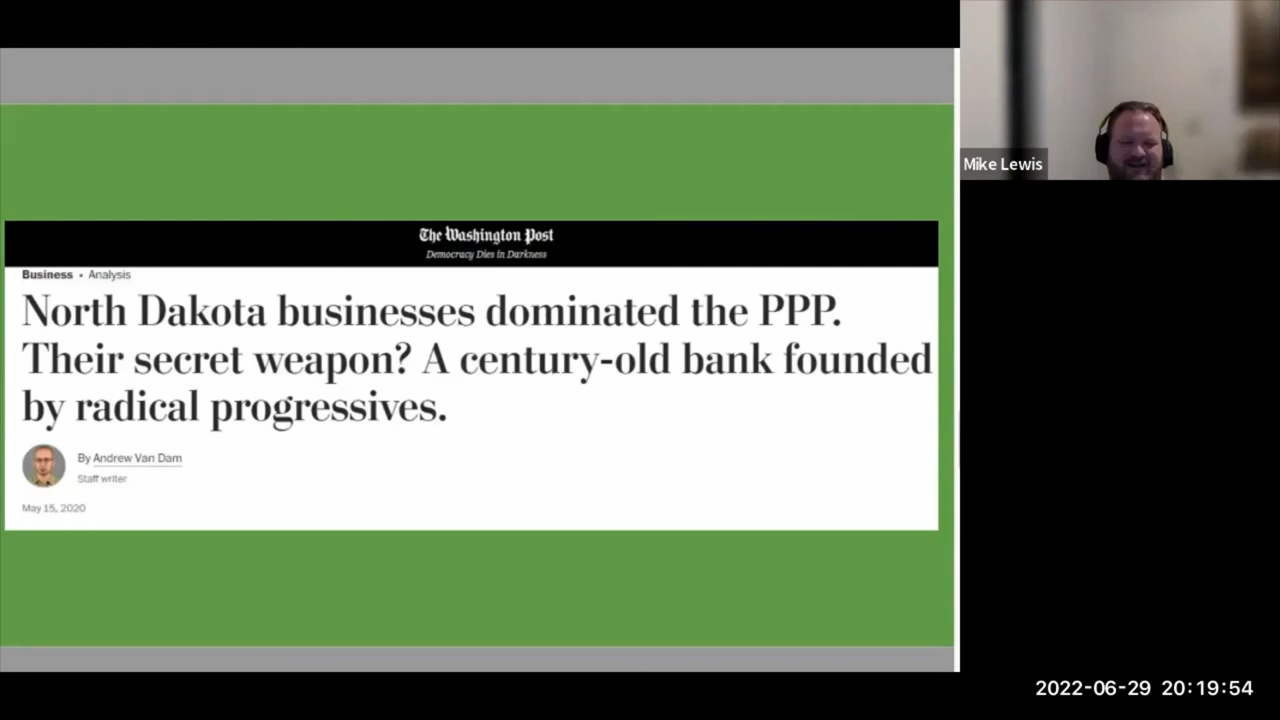 The Washington Post
Democracy Dies in Darkness
Business • Analysis
North Dakota businesses dominated the PPP.
Their secret weapon? A century-old bank founded
by radical progressives.
By Andrew Van Dam
Staff writer
May 15, 2020
Mike Lewis
2022-06-29 20:19:54